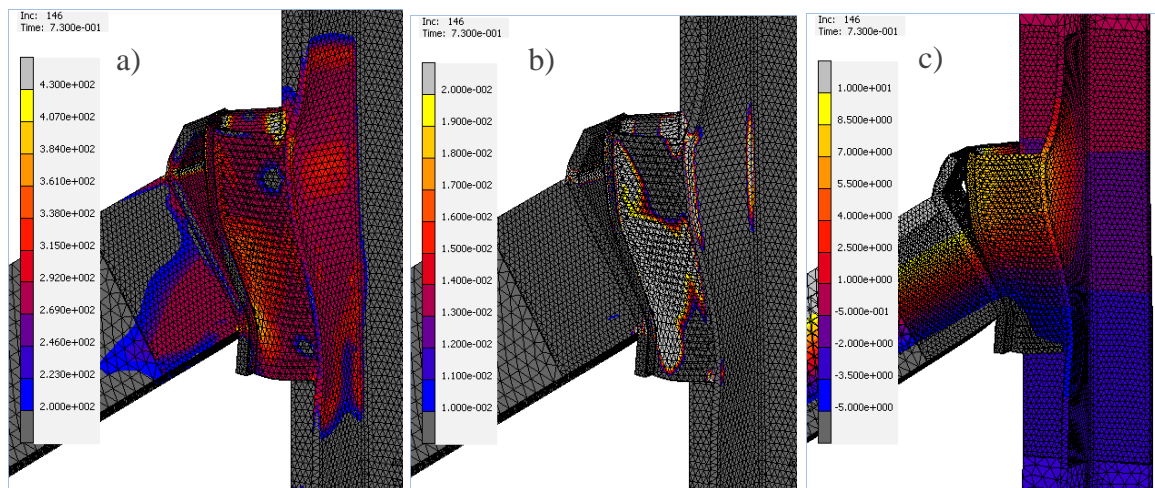 Inc: 146
Time: 7.300e-001
a)
4.300e+002
4.070e+002
3.840e+002
3.610e+002
3.380e+002
3.150e+002
2.920e+002
2.690e+002
2.460e+002
2.230e+002
2.000e+002
Inc: 146
Time: 7.300e-001
b)
2.000e-002
1.900e-002
1.800e-002
1.700e-002
1.600e-002
1.500e-002
1.400e-002
1.300e-002
1.200e-002
1.100e-002
1.000e-002
Inc: 146
Time: 7.300e-001
c)
1.000e+001
8.500e+000
7.000e+000
5.500e+000
4.000e+000
2.500e+000
1.000e+000
-5.000e-001
-2.000e+000
-3.500e+000
-5.000e+000